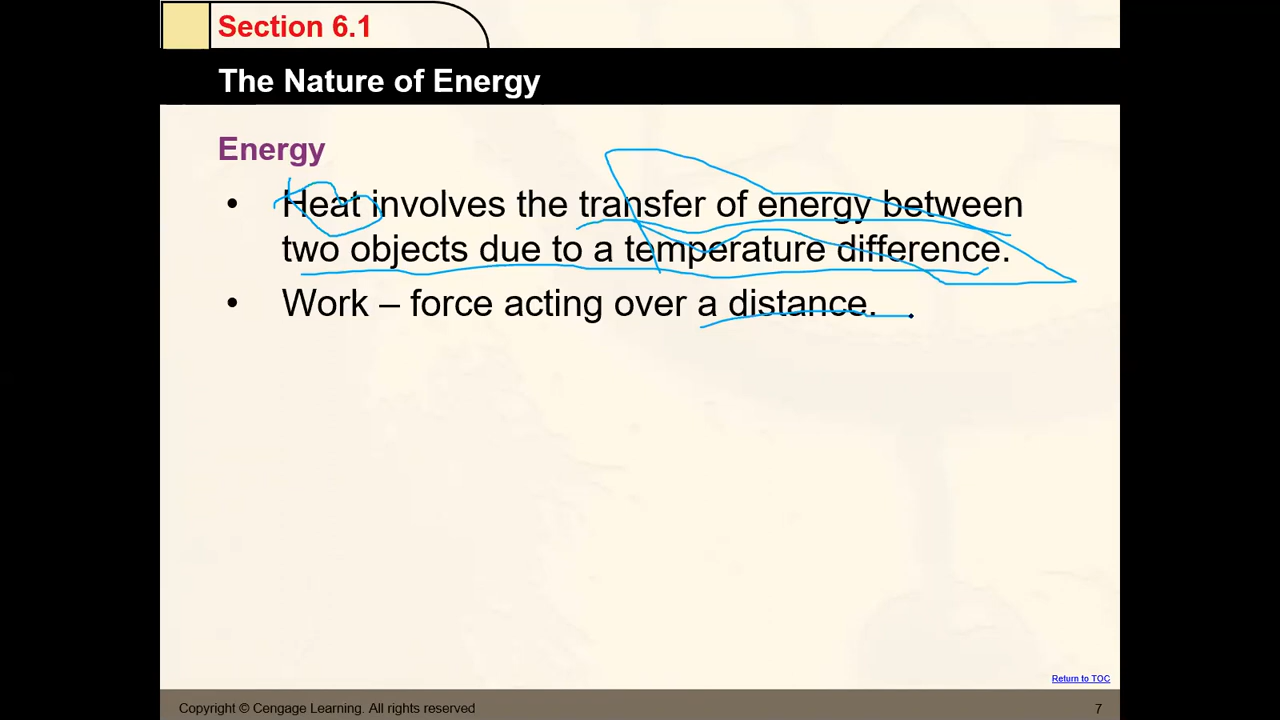 Section 6.1
The Nature of Energy
Energy
• Heat involves the transfer of energy between
two objects due to a temperature difference.
• Work – force acting over a distance.
Return to TOC
Copyright © Cengage Learning. All rights reserved
7